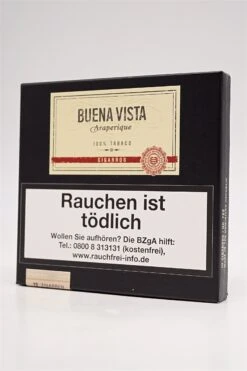 BUENA VISTA
Araperique
100% TABACO
CIGARROS
Rauchen ist
tödlich
Wollen Sie aufhören? Die BZgA hilft:
Tel.: 0800 8 313131 (kostenfrei),
www.rauchfrei-info.de